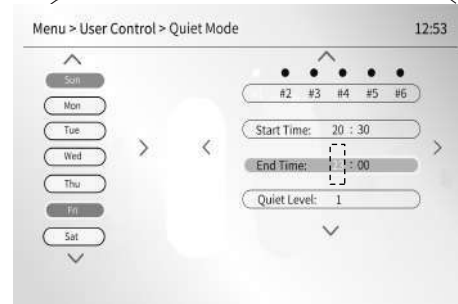 Menu > User Control > Quiet Mode
12:53
Sun
Mon
Tue
Wed
Thu
Fri
Sat
#2 #3 #4 #5 #6
Start Time: 20 : 30
End Time: : 00
Quiet Level: 1